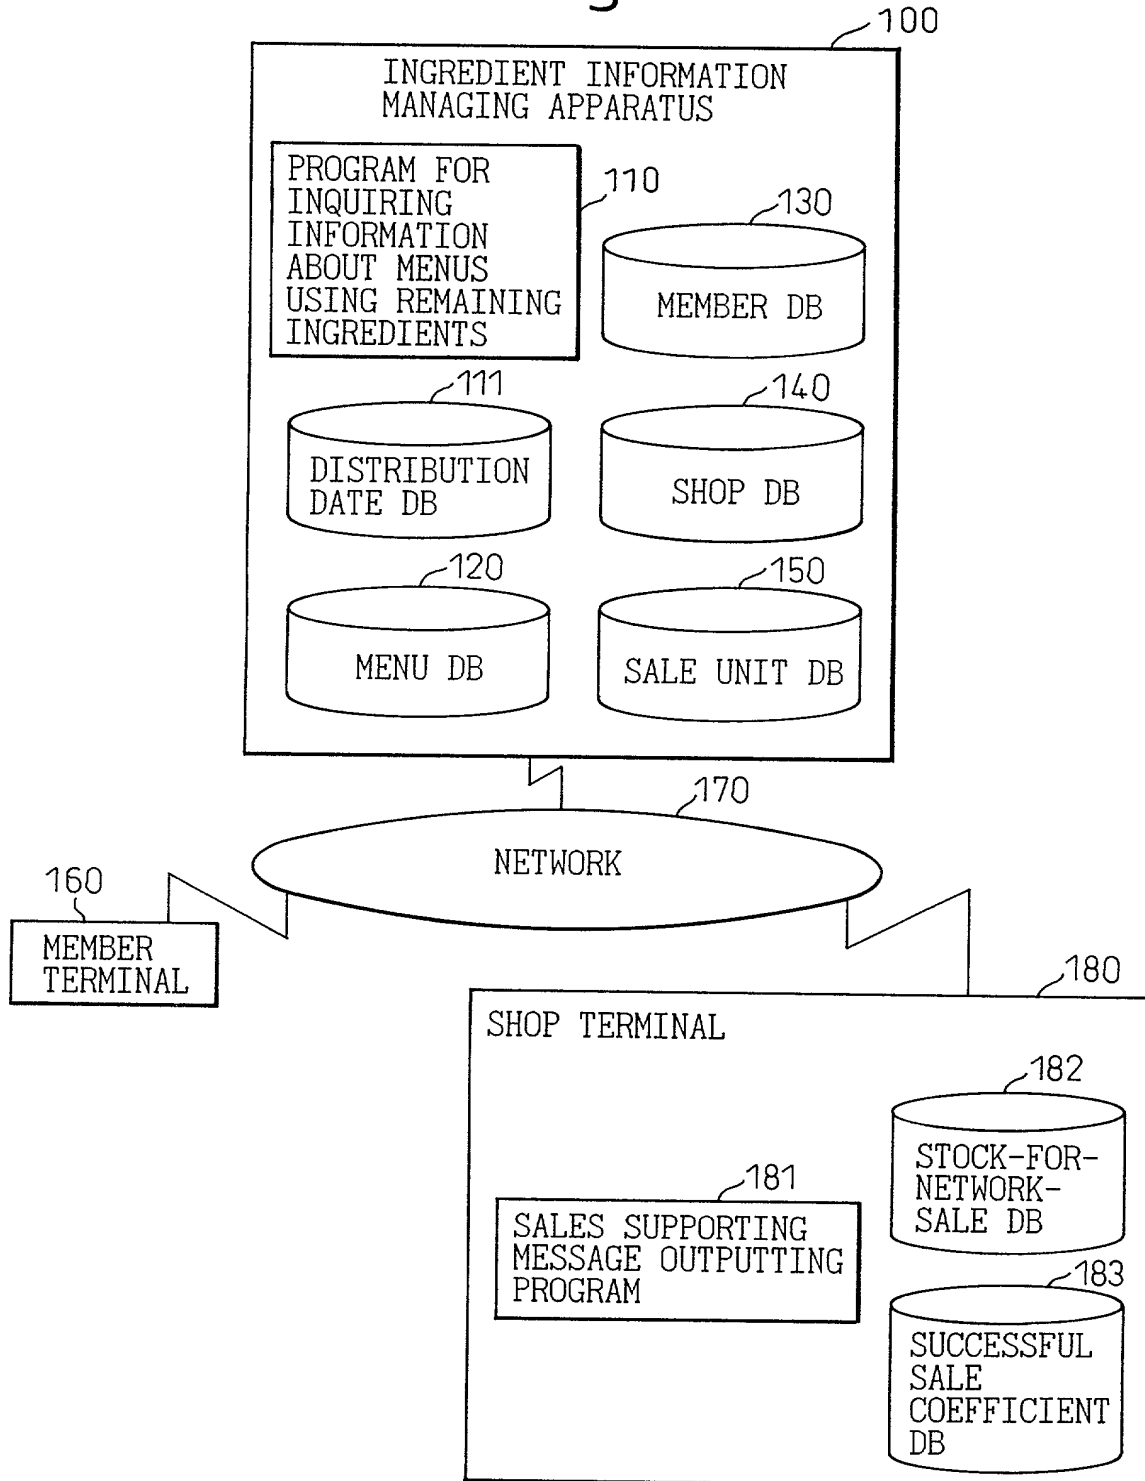 100
INGREDIENT INFORMATION
MANAGING APPARATUS
PROGRAM FOR
INQUIRING
INFORMATION
ABOUT MENUS
USING REMAINING
INGREDIENTS
110
130
MEMBER DB
111
DISTRIBUTION
DATE DB
140
SHOP DB
120
MENU DB
150
SALE UNIT DB
170
NETWORK
160
MEMBER
TERMINAL
180
SHOP TERMINAL
182
STOCK-FOR-
NETWORK-
SALE DB
181
SALES SUPPORTING
MESSAGE OUTPUTTING
PROGRAM
183
SUCCESSFUL
SALE
COEFFICIENT
DB